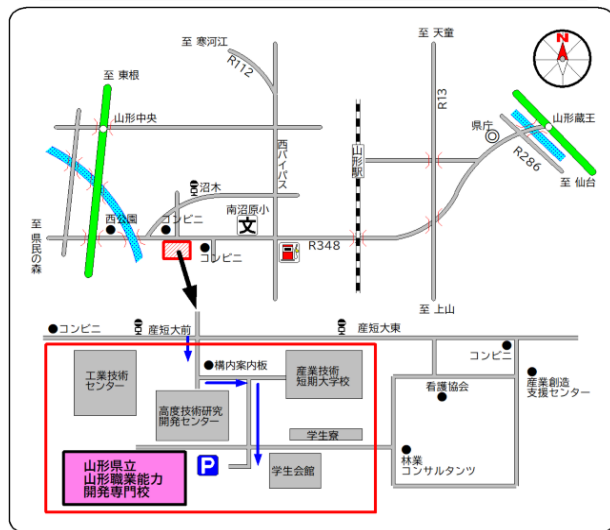 至 天童
至 寒河江
R112
N
至 東根
R13
山形中央
西バイパス
山形駅
県庁
山形蔵王
R286
至 仙台
沼木
南沼原小
文
西公園
コンビニ
至 県民の森
コンビニ
R348
至 上山
コンビニ
産短大前
産短大東
コンビニ
構内案内板
工業技術
センター
産業技術
短期大学校
看護協会
産業創造
支援センター
高度技術研究
開発センター
学生寮
林業
コンサルタンツ
山形県立
山形職業能力
開発専門校
P
学生会館